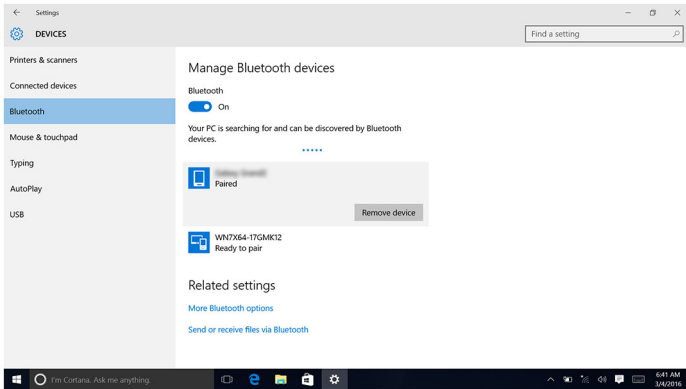 Settings
DEVICES
Find a setting
Printers & scanners
Connected devices
Bluetooth
Mouse & touchpad
Typing
AutoPlay
USB
Manage Bluetooth devices
Bluetooth
On
Your PC is searching for and can be discovered by Bluetooth
devices.
Paired
Remove device
WN7X64-17GMK12
Ready to pair
Related settings
More Bluetooth options
Send or receive files via Bluetooth
I'm Cortana. Ask me anything.
6:41 AM
3/4/2016